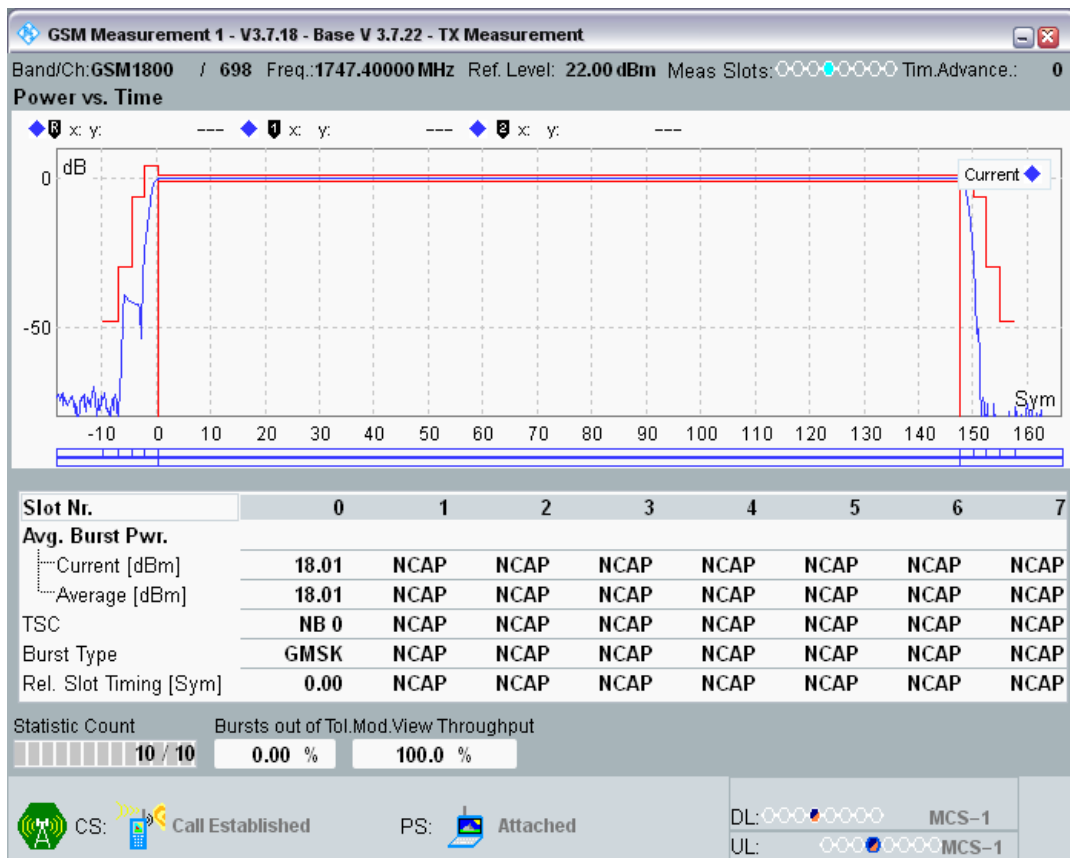 GSM Measurement 1 - V3.7.18 - Base V 3.7.22 - TX Measurement
Band/Ch:GSM1800 / 698 Freq.:1747.40000 MHz Ref. Level: 22.00 dBm Meas Slots: Tim.Advance.: 0
Power vs. Time
R x: y: --- 1 x: y: --- 2 x: y: ---
dB
0
Current
-50
Sym
-10 0 10 20 30 40 50 60 70 80 90 100 110 120 130 140 150 160
Slot Nr. 0 1 2 3 4 5 6 7
Avg. Burst Pwr.
Current [dBm] 18.01 NCAP NCAP NCAP NCAP NCAP NCAP NCAP
Average [dBm] 18.01 NCAP NCAP NCAP NCAP NCAP NCAP NCAP
TSC NB 0 NCAP NCAP NCAP NCAP NCAP NCAP NCAP
Burst Type GMSK NCAP NCAP NCAP NCAP NCAP NCAP NCAP
Rel. Slot Timing [Sym] 0.00 NCAP NCAP NCAP NCAP NCAP NCAP NCAP
Statistic Count Bursts out of Tol.Mod.View Throughput
10 / 10 0.00 % 100.0 %
CS: Call Established PS: Attached
DL: MCS-1
UL: MCS-1